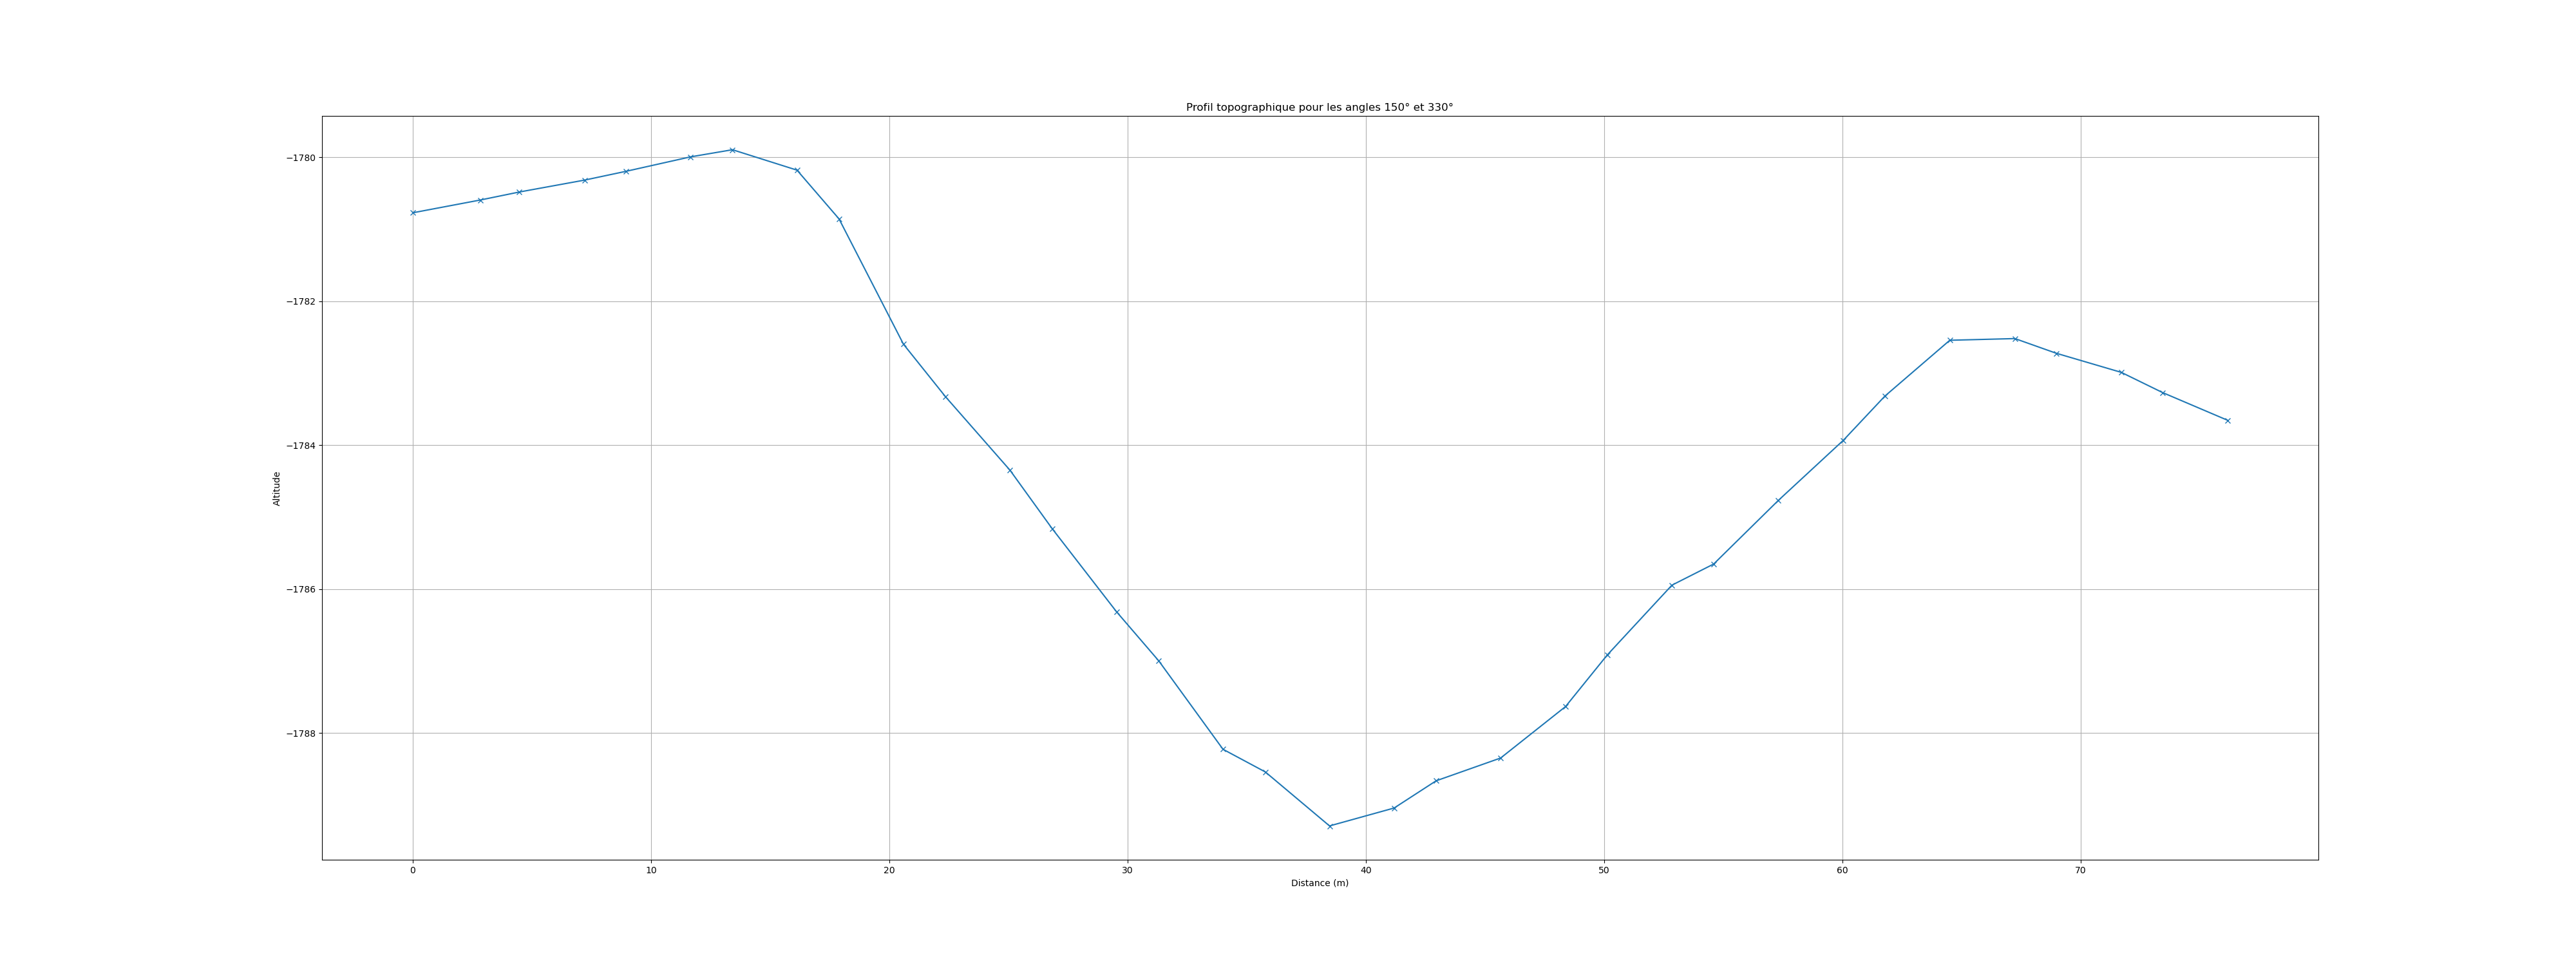 Profil topographique pour les angles 150° et 330°
−1780
−1782
−1784
−1786
−1788
Altitude
0 10 20 30 40 50 60 70
Distance (m)